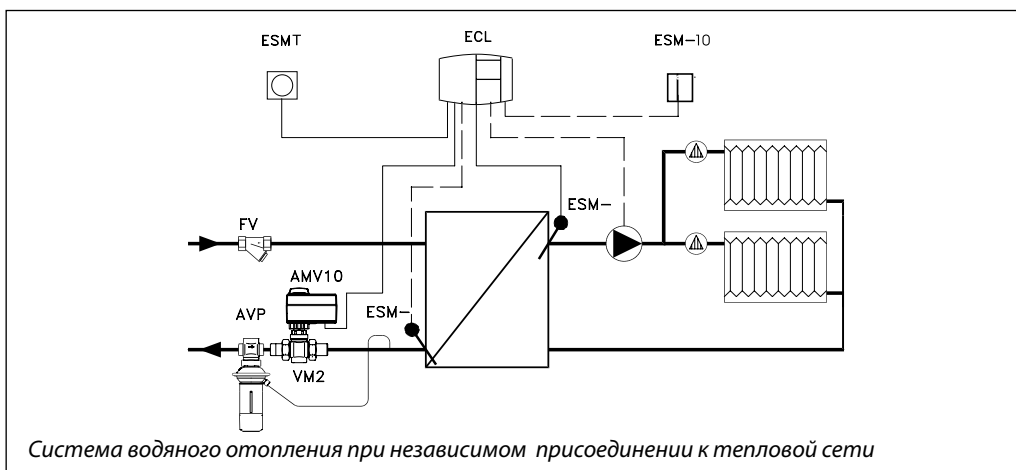 ESMT
ECL
ESM-10
FV
ESM-
AMV10
AVP
ESM-
VM2
Система водяного отопления при независимом присоединении к тепловой сети